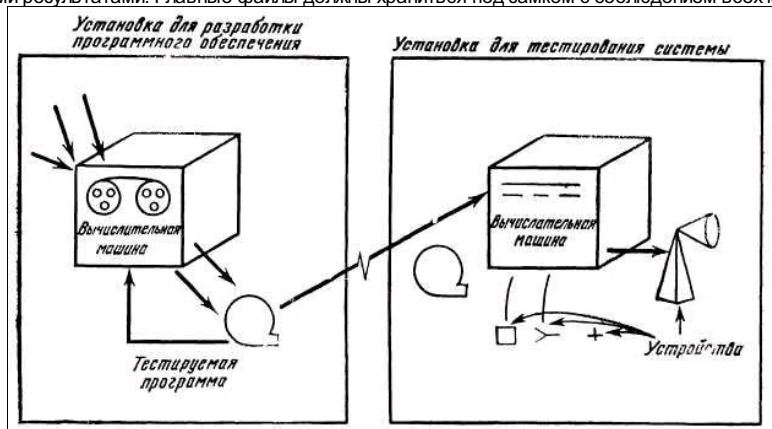 результатами. Главные файлы должны храниться под замком с соблюдением всех
Установка для разработки
программного обеспечения
Установка для тестирования системы
Вычислительная
машина
Вычислительная
машина
Тестируемая
программа
Устройства